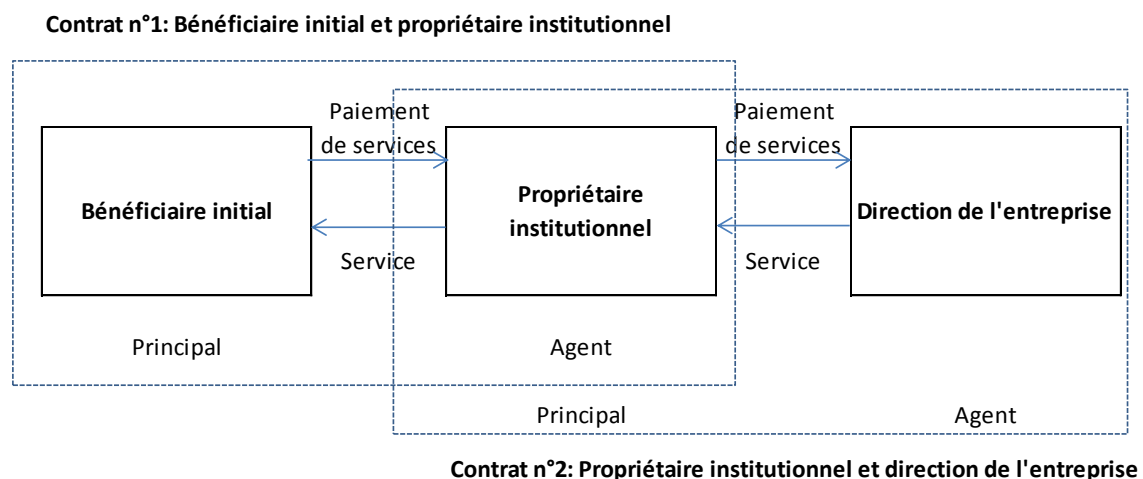 Contrat n°1: Bénéficiaire initial et propriétaire institutionnel
Paiement
de services
Paiement
de services
Bénéficiaire initial
Propriétaire
institutionnel
Direction de l'entreprise
Service
Service
Principal
Agent
Principal
Agent
Contrat n°2: Propriétaire institutionnel et direction de l'entreprise